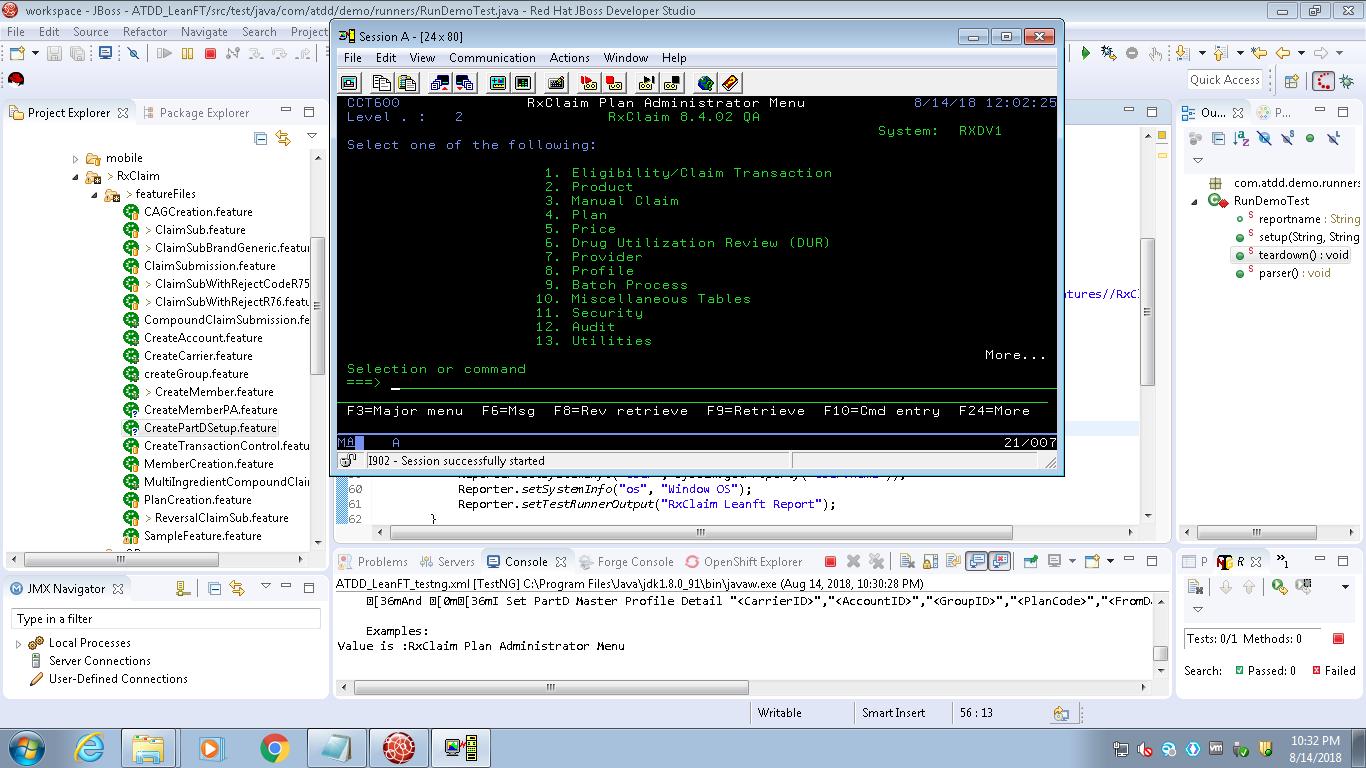 workspace - JBoss - ATDD_LeanFT/src/test/java/com/atdd/demo/runners/RunDemoTest.java - Red Hat JBoss Developer Studio
File Edit Source Refactor Navigate Search Project
Quick Access
Project Explorer
Package Explorer
mobile
> RxClaim
> featureFiles
CAGCreation.feature
> ClaimSub.feature
> ClaimSubBrandGeneric.featur
ClaimSubmission.feature
> ClaimSubWithRejectCodeR75
> ClaimSubWithRejectR76.featu
CompoundClaimSubmission.fe
CreateAccount.feature
CreateCarrier.feature
createGroup.feature
> CreateMember.feature
CreateMemberPA.feature
CreatePartDSetup.feature
CreateTransactionControl.feature
MemberCreation.feature
MultiIngredientCompoundClai
PlanCreation.feature
> ReversalClaimSub.feature
SampleFeature.feature
JMX Navigator
Type in a filter
Local Processes
Server Connections
User-Defined Connections
Session A - [24 x 80]
File Edit View Communication Actions Window Help
CCT600 RxClaim Plan Administrator Menu 8/14/18 12:02:25
Level . : 2 RxClaim 8.4.02 QA
System: RXDV1
Select one of the following:
1. Eligibility/Claim Transaction
2. Product
3. Manual Claim
4. Plan
5. Price
6. Drug Utilization Review (DUR)
7. Provider
8. Profile
9. Batch Process
10. Miscellaneous Tables
11. Security
12. Audit
13. Utilities
More...
Selection or command
===>
F3=Major menu F6=Msg F8=Rev retrieve F9=Retrieve F10=Cmd entry F24=More
MA A 21/007
I902 - Session successfully started
atures//RxCl
60 Reporter.setSystemInfo("os", "Window OS");
61 Reporter.setTestRunnerOutput("RxClaim Leanft Report");
62 }
Problems Servers Console Forge Console OpenShift Explorer
ATDD_LeanFT_testng.xml [TestNG] C:\Program Files\Java\jdk1.8.0_91\bin\javaw.exe (Aug 14, 2018, 10:30:28 PM)
[36mAnd [0m[36mI Set PartD Master Profile Detail "<CarrierID>","<AccountID>","<GroupID>","<PlanCode>","<FromDa
Examples:
Value is :RxClaim Plan Administrator Menu
Ou...
P...
com.atdd.demo.runners
RunDemoTest
reportname : String
setup(String, String
teardown() : void
parser() : void
P
R
»1
Tests: 0/1 Methods: 0
Search: Passed: 0 Failed
Writable Smart Insert 56 : 13
10:32 PM
8/14/2018